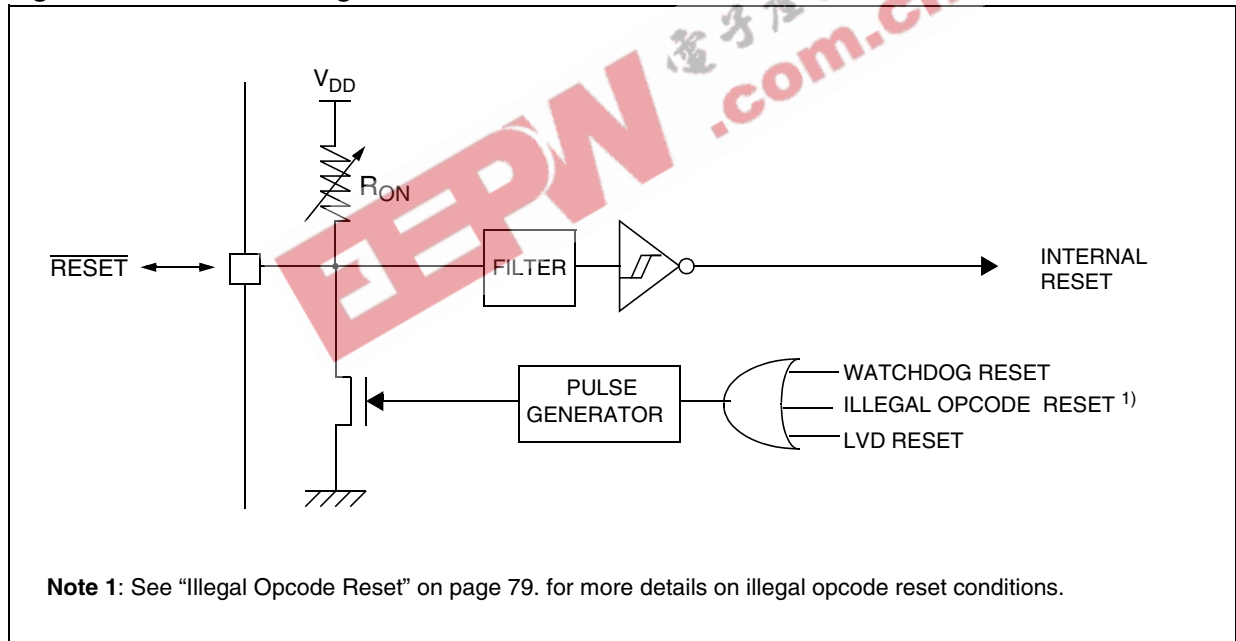 V_DD
R_ON
RESET
FILTER
INTERNAL
RESET
PULSE
GENERATOR
WATCHDOG RESET
ILLEGAL OPCODE RESET 1)
LVD RESET
Note 1: See “Illegal Opcode Reset” on page 79. for more details on illegal opcode reset conditions.
EEPW
.com.cn